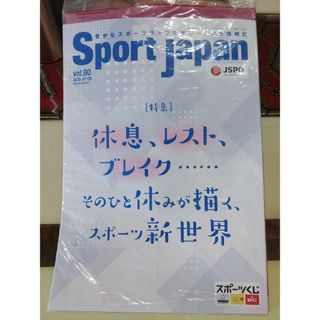 Sport Japan
vol.80
JSPO
［特集］
休息、レスト、
ブレイク……
そのひと休みが描く、
スポーツ新世界
スポーツくじ
BIG